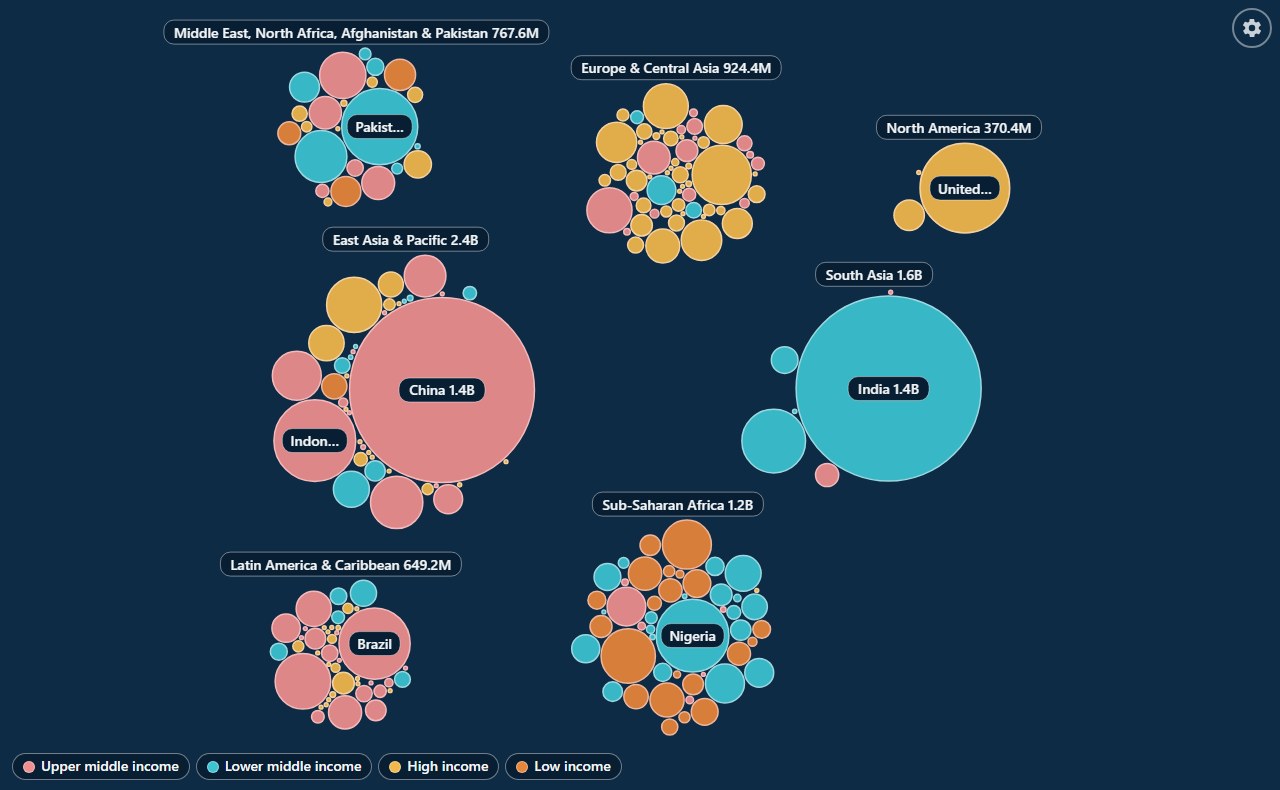 Middle East, North Africa, Afghanistan & Pakistan 767.6M
Europe & Central Asia 924.4M
Pakist...
North America 370.4M
United...
East Asia & Pacific 2.4B
South Asia 1.6B
China 1.4B
India 1.4B
Indon...
Sub-Saharan Africa 1.2B
Latin America & Caribbean 649.2M
Nigeria
Brazil
Upper middle income
Lower middle income
High income
Low income